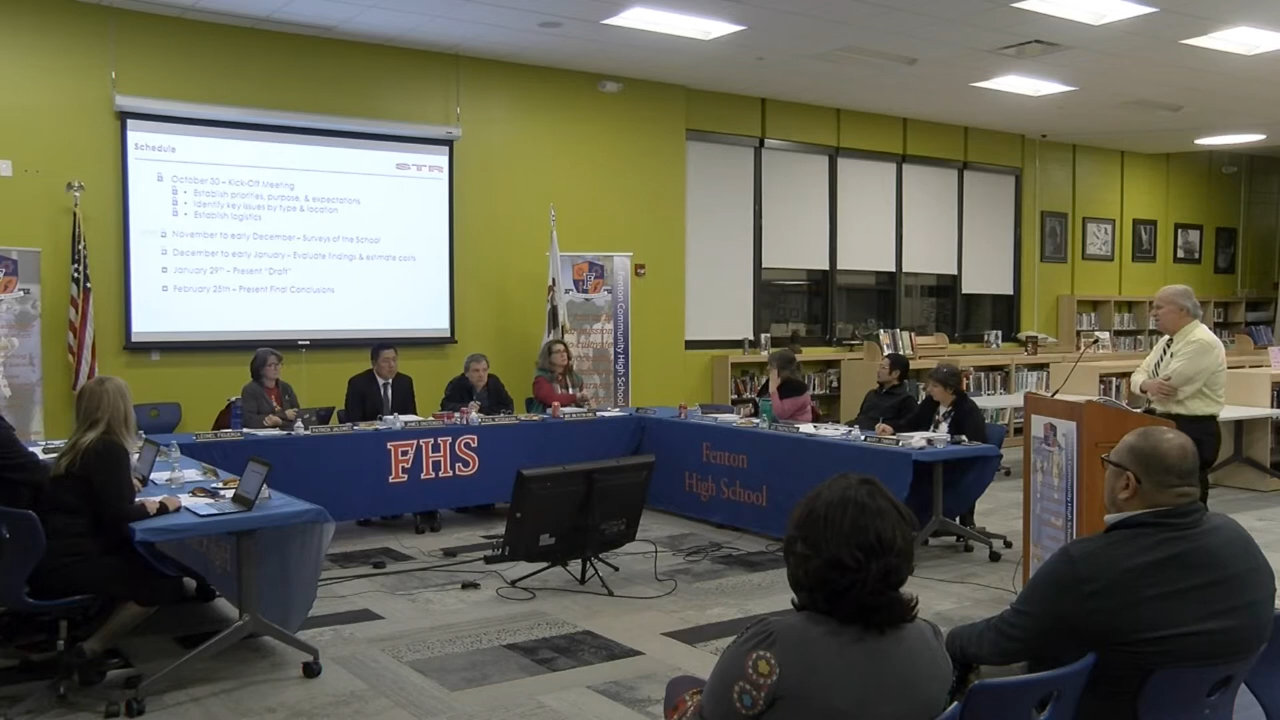 Schedule
STR
October 30 – Kick-Off Meeting
• Establish priorities, purpose, & expectations
• Identify key issues by type & location
• Establish logistics
November to early December – Surveys of the School
December to early January – Evaluate findings & estimate costs
January 29th – Present "Draft"
February 25th – Present Final Conclusions
F
Fenton Community High School
FHS
Fenton
High School